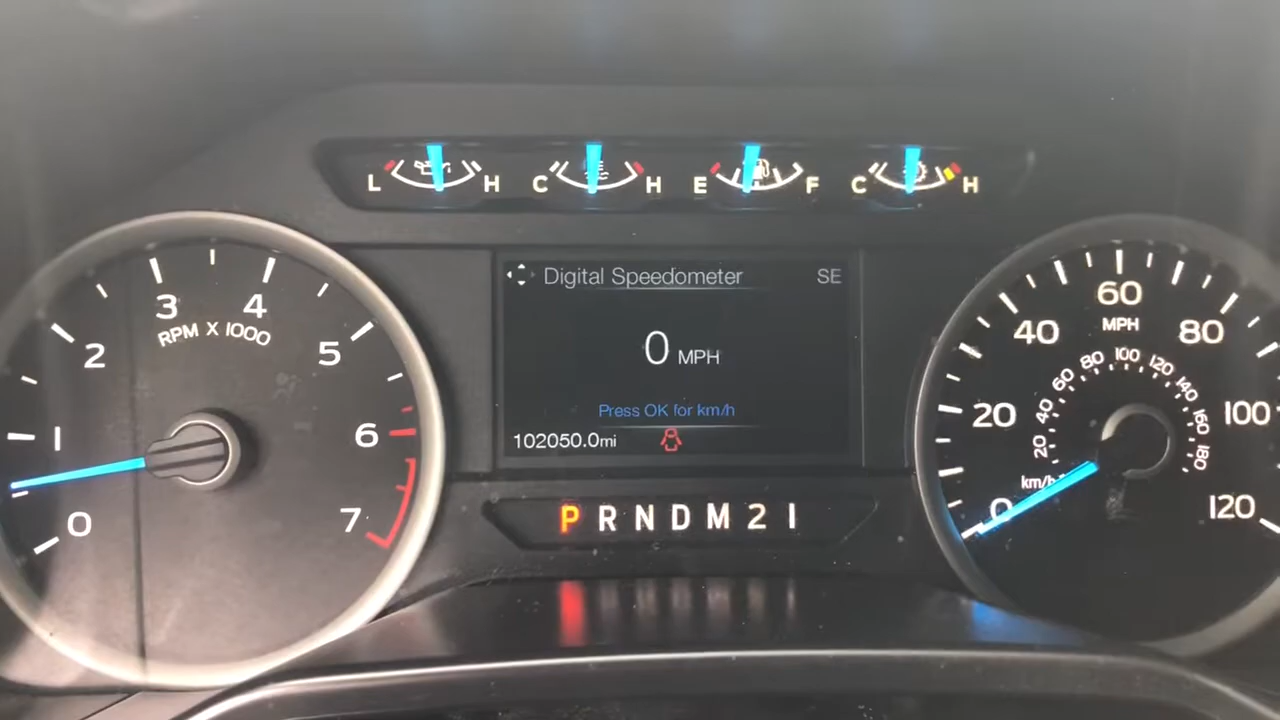 L H C H E F C H
Digital Speedometer SE
0 MPH
Press OK for km/h
102050.0mi
P R N D M 2 1
0 1 2 3 4 5 6 7
RPM X 1000
0 20 40 60 80 100 120
MPH
20 40 60 80 100 120 140 160 180
km/h